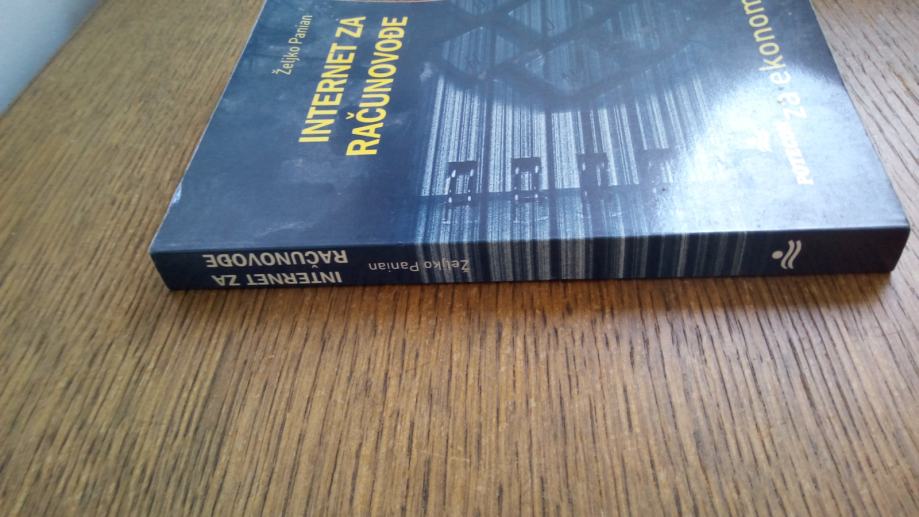 Željko Panian
INTERNET ZA
RAČUNOVOĐE
za ekonom
INTERNET ZA
RAČUNOVOĐE
Željko Panian